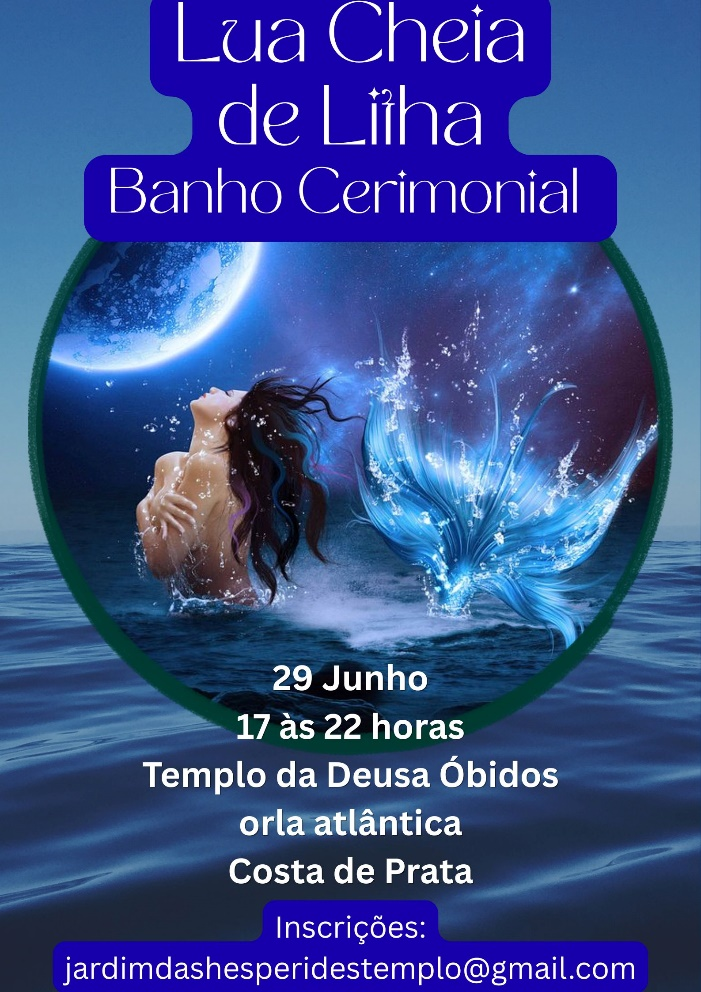 Lua Cheia
de Litha
Banho Cerimonial
29 Junho
17 às 22 horas
Templo da Deusa Óbidos
orla atlântica
Costa de Prata
Inscrições:
jardimdashesperidestemplo@gmail.com